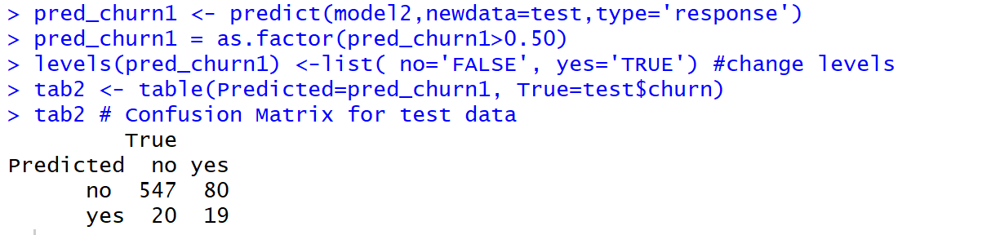 > pred_churn1 <- predict(model2,newdata=test,type='response')
> pred_churn1 = as.factor(pred_churn1>0.50)
> levels(pred_churn1) <-list( no='FALSE', yes='TRUE') #change levels
> tab2 <- table(Predicted=pred_churn1, True=test$churn)
> tab2 # Confusion Matrix for test data
         True
Predicted  no yes
      no  547  80
      yes  20  19